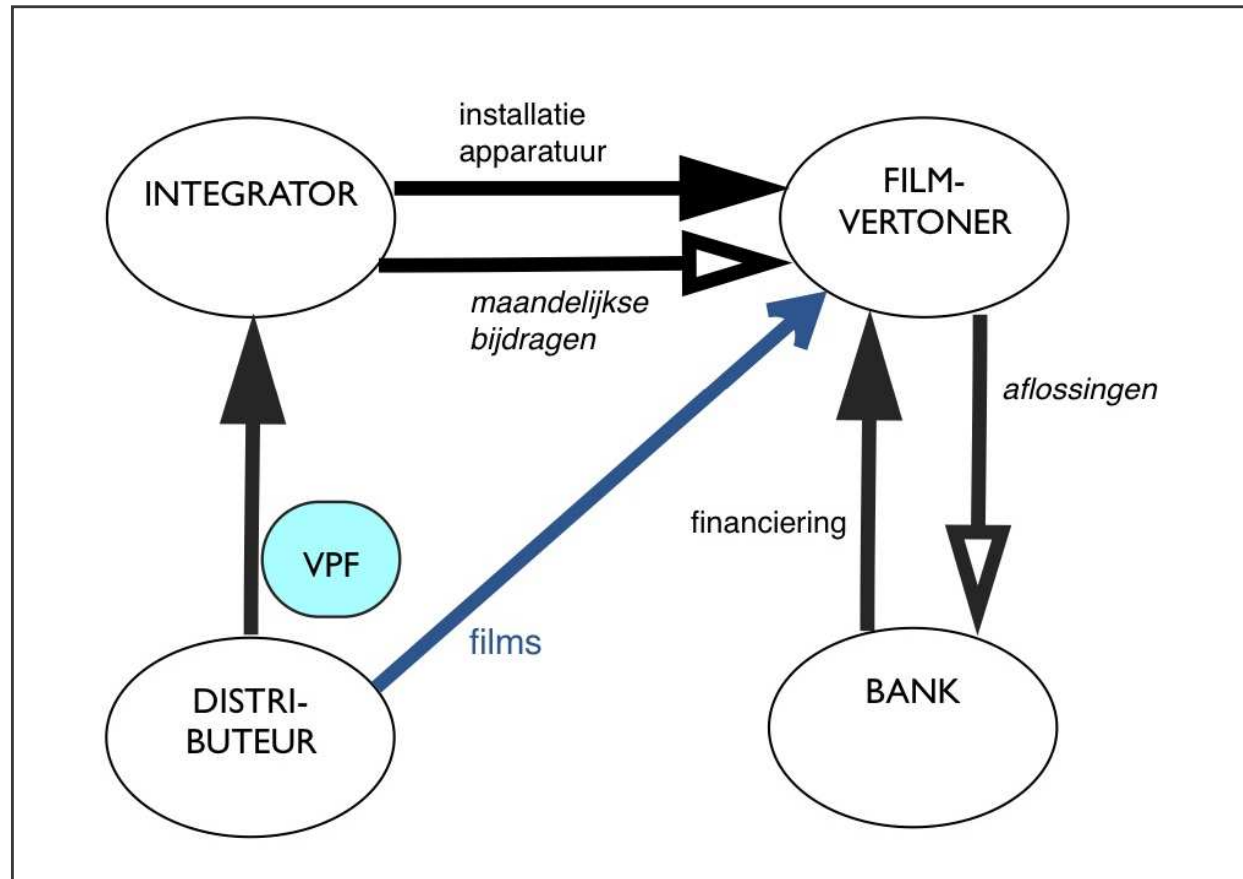 installatie
apparatuur
INTEGRATOR
FILM-
VERTONER
maandelijkse
bijdragen
aflossingen
financiering
VPF
films
DISTRI-
BUTEUR
BANK